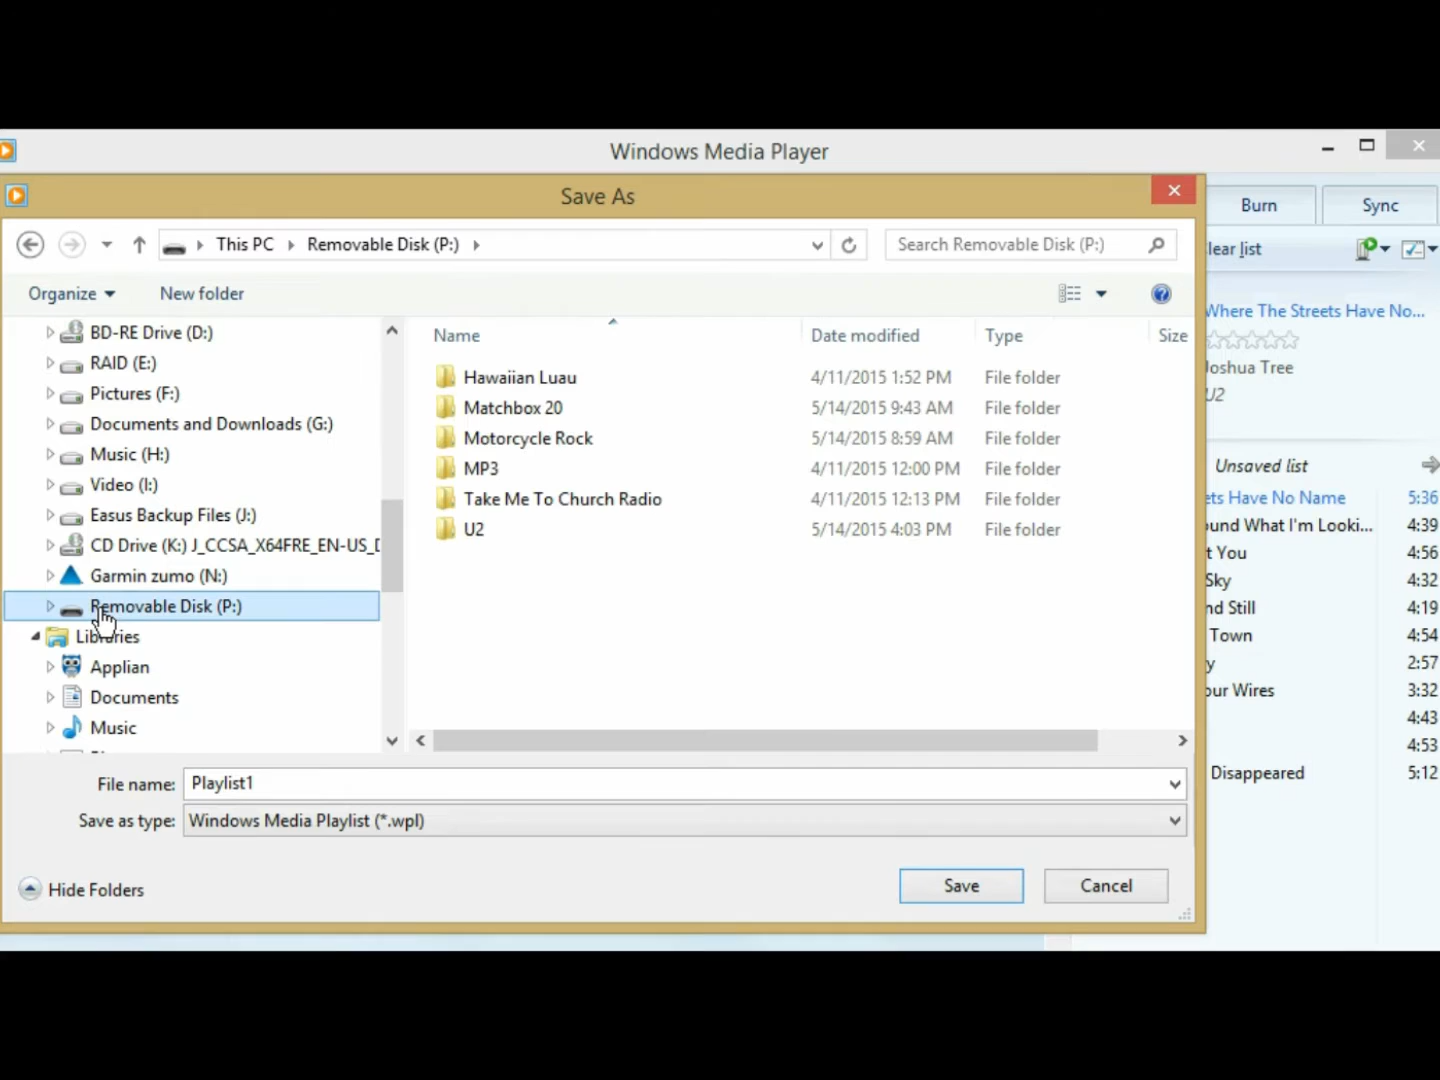 Windows Media Player
Save As
Burn
Sync
This PC
Removable Disk (P:)
Search Removable Disk (P:)
lear list
Organize
New folder
Name
Date modified
Type
Size
BD-RE Drive (D:)
RAID (E:)
Pictures (F:)
Documents and Downloads (G:)
Music (H:)
Video (I:)
Easus Backup Files (J:)
CD Drive (K:) J_CCSA_X64FRE_EN-US_D
Garmin zumo (N:)
Removable Disk (P:)
Libraries
Applian
Documents
Music
Hawaiian Luau 4/11/2015 1:52 PM File folder
Matchbox 20 5/14/2015 9:43 AM File folder
Motorcycle Rock 5/14/2015 8:59 AM File folder
MP3 4/11/2015 12:00 PM File folder
Take Me To Church Radio 4/11/2015 12:13 PM File folder
U2 5/14/2015 4:03 PM File folder
Where The Streets Have No...
Joshua Tree
U2
Unsaved list
ets Have No Name 5:36
ound What I'm Looki... 4:39
t You 4:56
Sky 4:32
nd Still 4:19
Town 4:54
y 2:57
our Wires 3:32
4:43
4:53
Disappeared 5:12
File name: Playlist1
Save as type: Windows Media Playlist (*.wpl)
Hide Folders
Save
Cancel